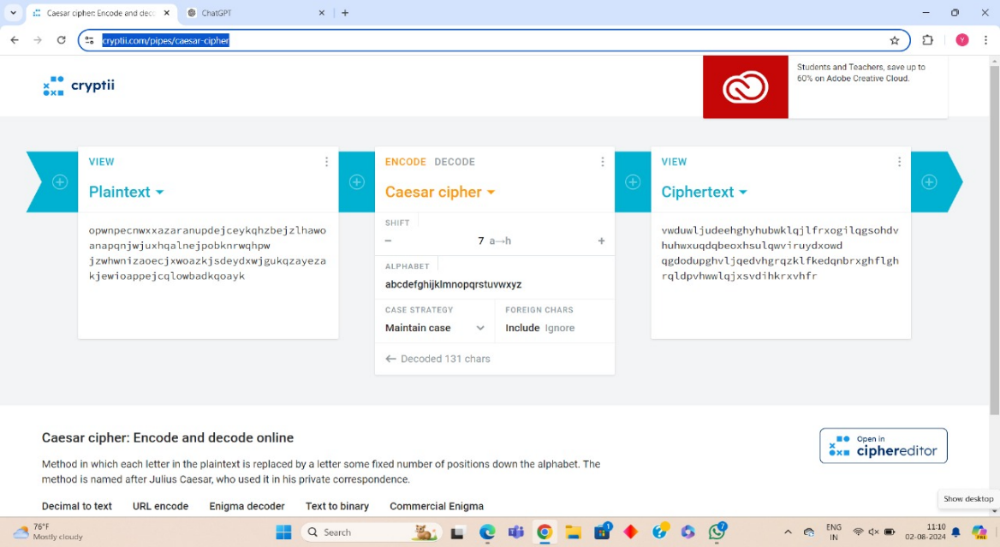 Caesar cipher: Encode and dec
ChatGPT
cryptii.com/pipes/caesar-cipher
Y
cryptii
Students and Teachers, save up to
60% on Adobe Creative Cloud.
VIEW
Plaintext
opwnpecnwxxazaranupdejceykqhzbejzlhawo
anapqnjwjuxhqalnejpobknrwqhpw
jzwhwnizaoecjxwoazkjsdeydxwjgukqzayeza
kjewioappejcqlowbadkqoayk
ENCODE DECODE
Caesar cipher
SHIFT
− 7 a→h +
ALPHABET
abcdefghijklmnopqrstuvwxyz
CASE STRATEGY
Maintain case
FOREIGN CHARS
Include Ignore
← Decoded 131 chars
VIEW
Ciphertext
vwduwljudeehghyhubwklqjlfrxogilqgsohdv
huhwxuqdqbeoxhsulqwviruydxowd
qgdodupghvljqedvhgrqzklfkedqnbrxghflgh
rqldpvhwwlqjxsvdihkrxvhfr
Caesar cipher: Encode and decode online
Method in which each letter in the plaintext is replaced by a letter some fixed number of positions down the alphabet. The
method is named after Julius Caesar, who used it in his private correspondence.
Open in
ciphereditor
Decimal to text URL encode Enigma decoder Text to binary Commercial Enigma
Show desktop
76°F
Mostly cloudy
Search
1
7
ENG
IN
11:10
02-08-2024